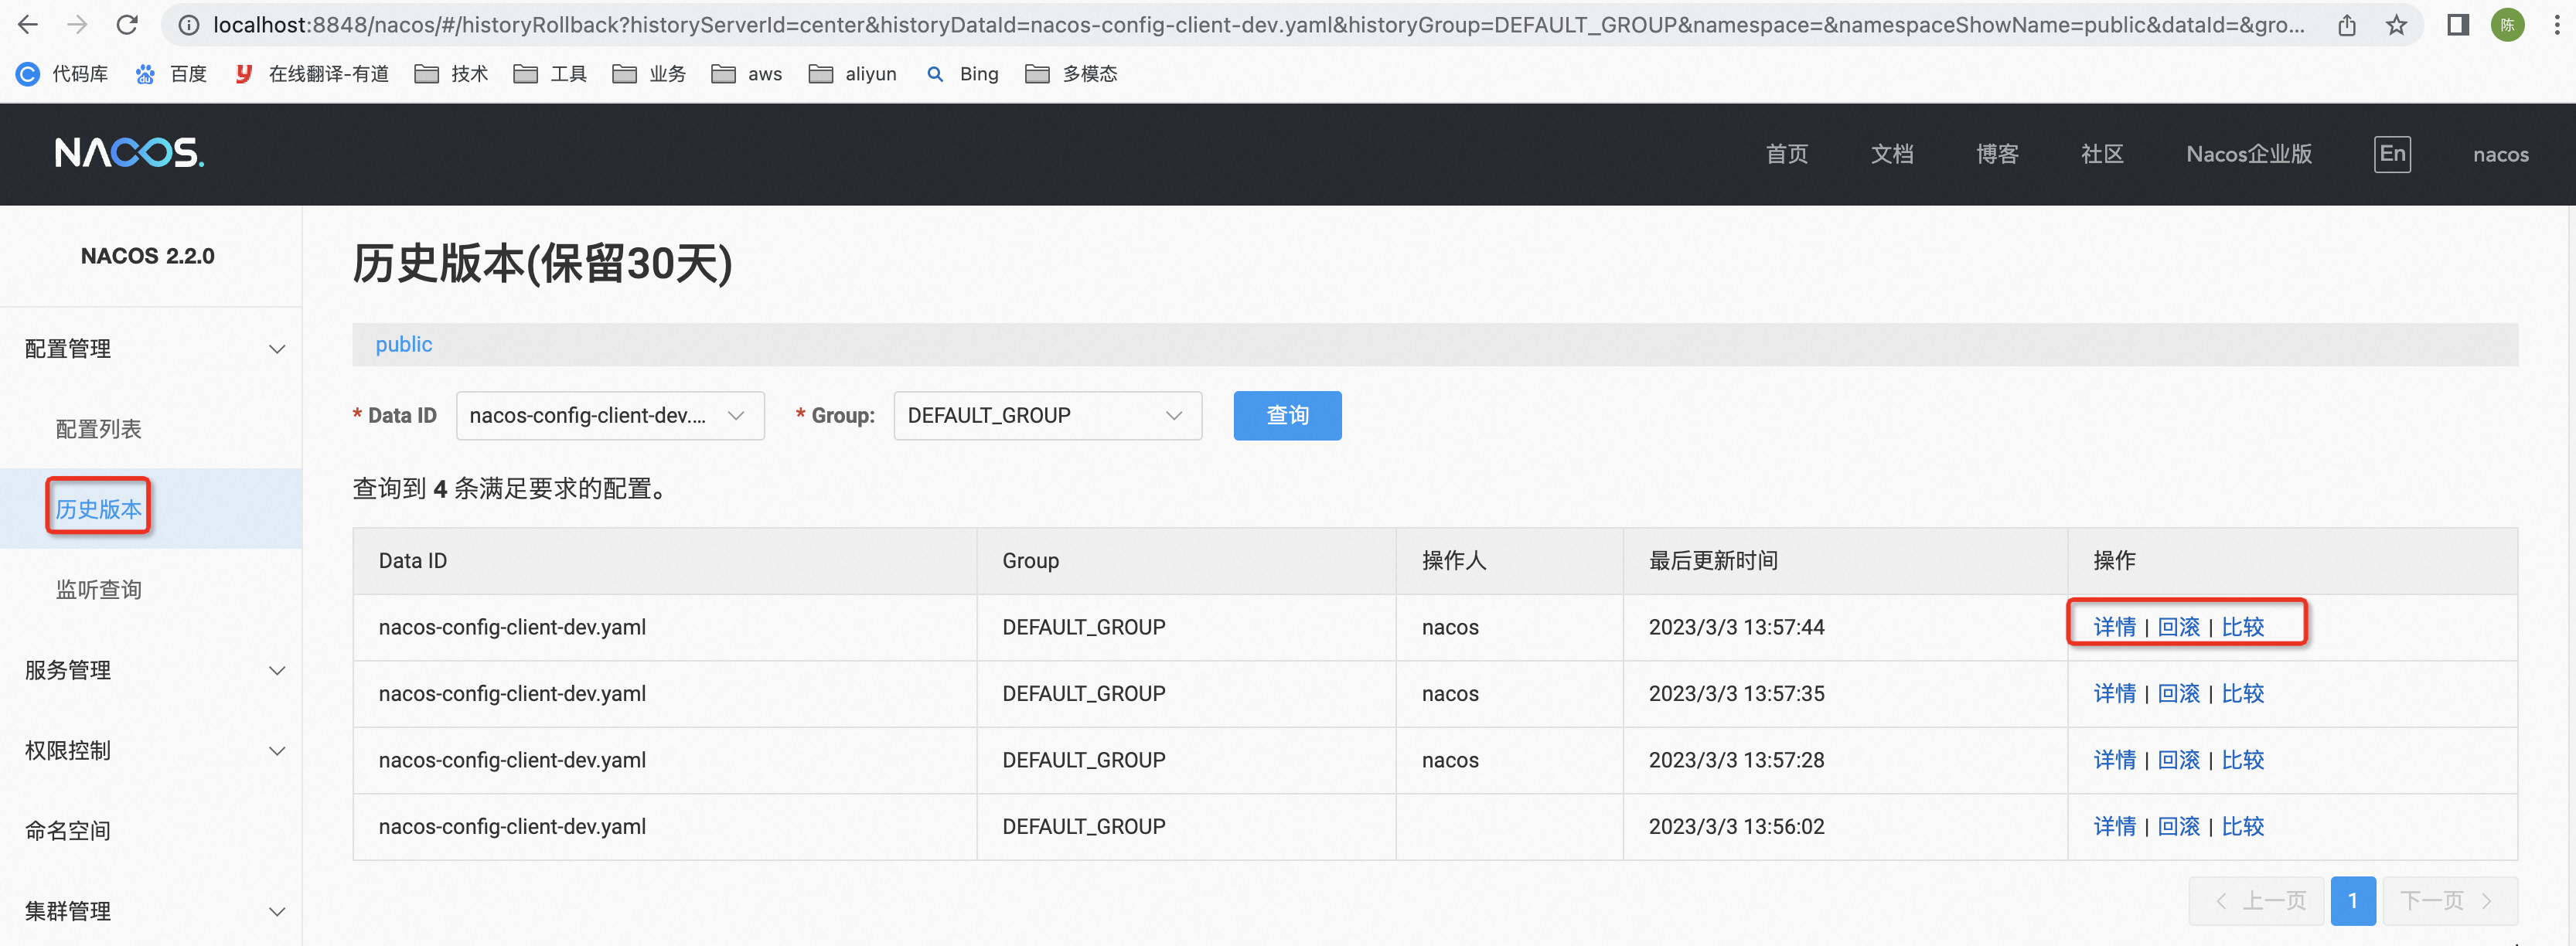 localhost:8848/nacos/#/historyRollback?historyServerId=center&historyDataId=nacos-config-client-dev.yaml&historyGroup=DEFAULT_GROUP&namespace=&namespaceShowName=public&dataId=&gro... 陈
代码库 百度 在线翻译-有道 技术 工具 业务 aws aliyun Bing 多模态
NACOS. 首页 文档 博客 社区 Nacos企业版 En nacos
NACOS 2.2.0
配置管理
配置列表
历史版本
监听查询
服务管理
权限控制
命名空间
集群管理
历史版本(保留30天)
public
* Data ID nacos-config-client-dev.... * Group: DEFAULT_GROUP 查询
查询到 4 条满足要求的配置。
Data ID Group 操作人 最后更新时间 操作
nacos-config-client-dev.yaml DEFAULT_GROUP nacos 2023/3/3 13:57:44 详情 | 回滚 | 比较
nacos-config-client-dev.yaml DEFAULT_GROUP nacos 2023/3/3 13:57:35 详情 | 回滚 | 比较
nacos-config-client-dev.yaml DEFAULT_GROUP nacos 2023/3/3 13:57:28 详情 | 回滚 | 比较
nacos-config-client-dev.yaml DEFAULT_GROUP 2023/3/3 13:56:02 详情 | 回滚 | 比较
上一页 1 下一页